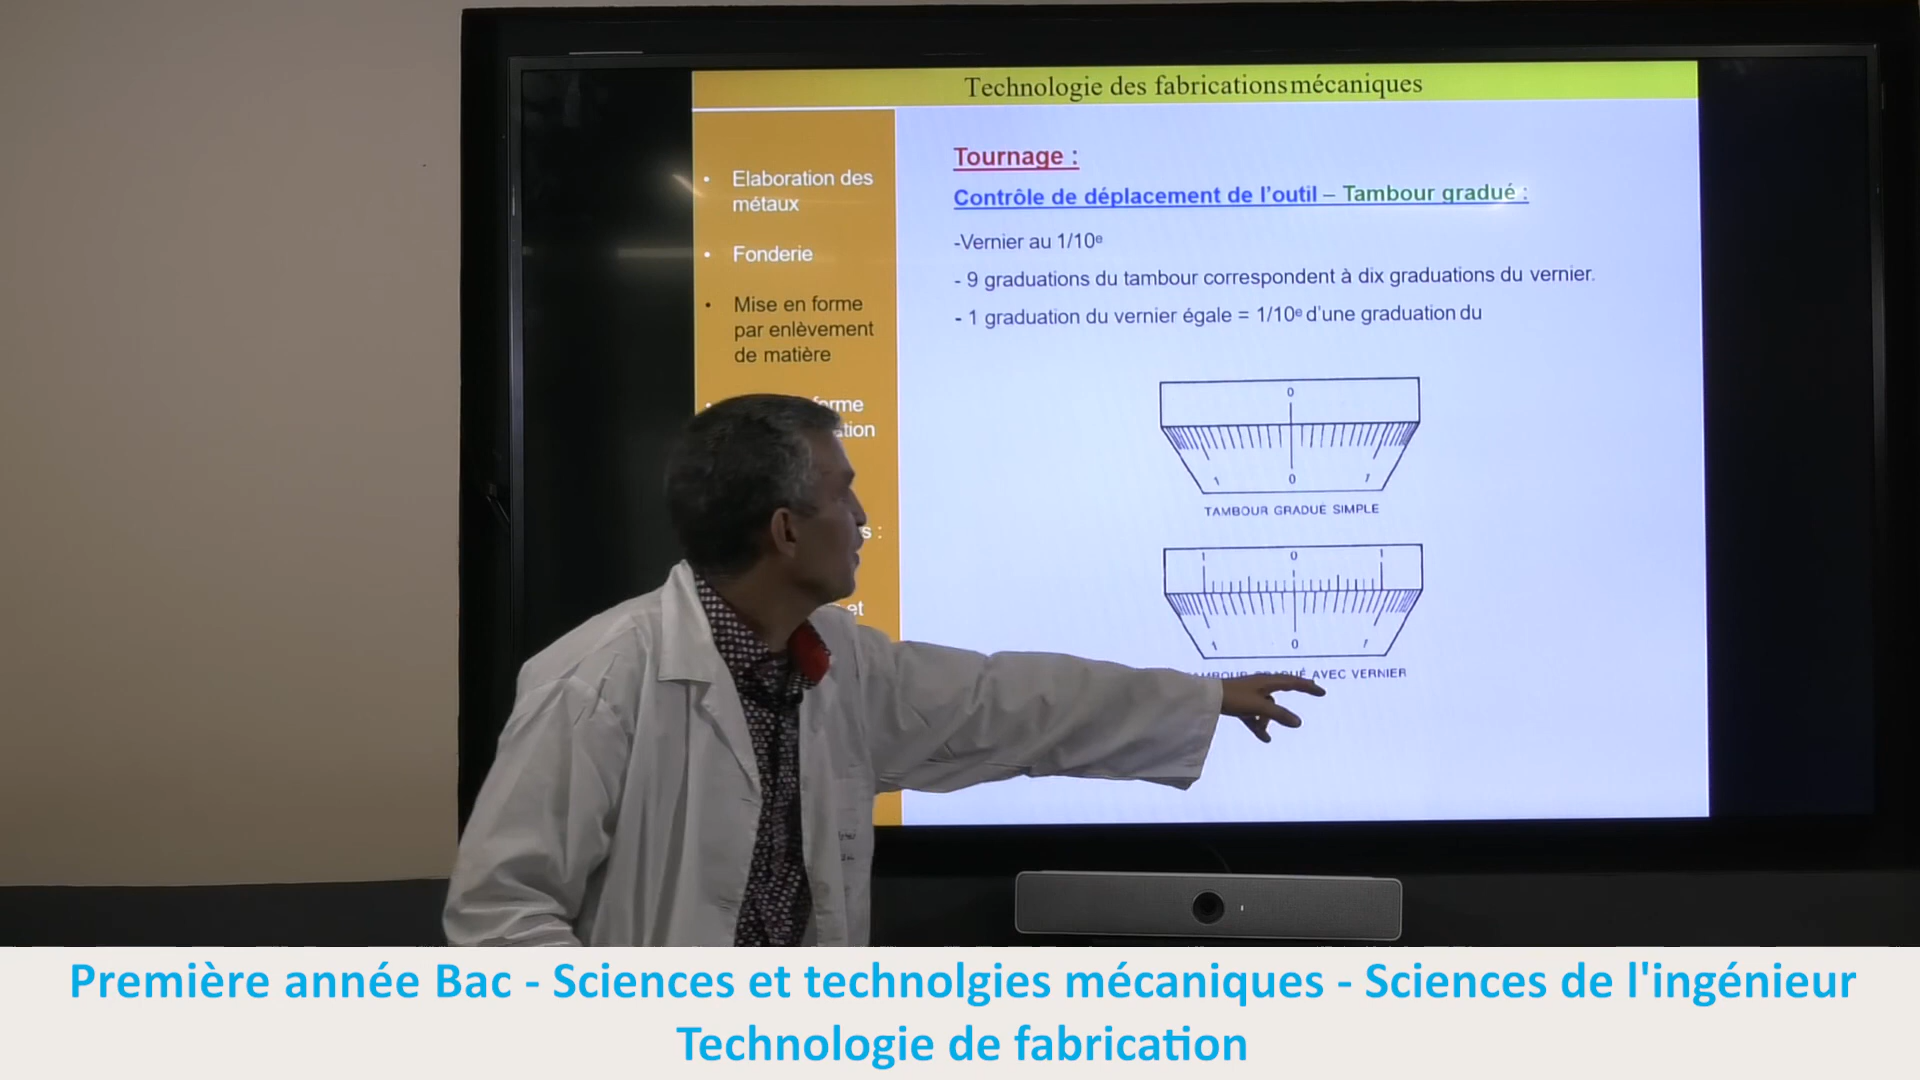 Technologie des fabrications mécaniques
• Elaboration des
métaux
• Fonderie
• Mise en forme
par enlèvement
de matière
Tournage :
Contrôle de déplacement de l'outil – Tambour gradué :
-Vernier au 1/10e
- 9 graduations du tambour correspondent à dix graduations du vernier.
- 1 graduation du vernier égale = 1/10e d'une graduation du
0
1 0 1
TAMBOUR GRADUÉ SIMPLE
1 0 1
1 0 1
AVEC VERNIER
Première année Bac - Sciences et technolgies mécaniques - Sciences de l'ingénieur
Technologie de fabrication